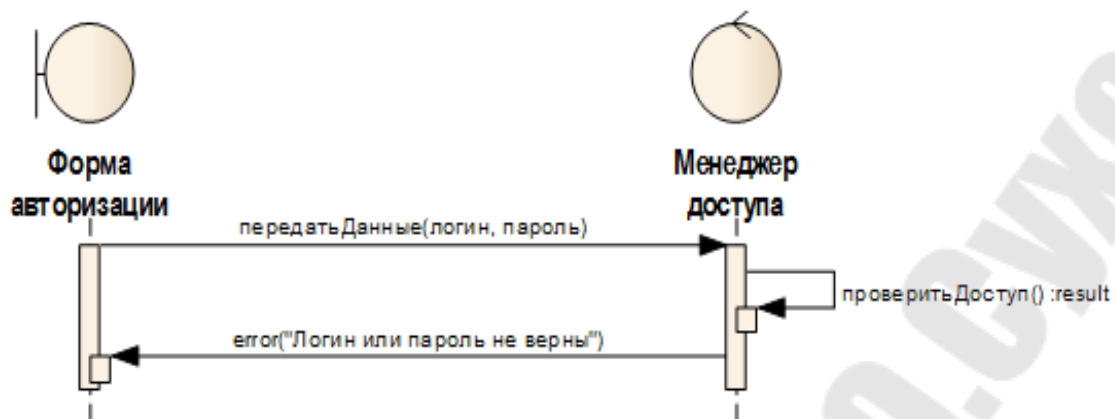 Форма
авторизации
Менеджер
доступа
передатьДанные(логин, пароль)
проверитьДоступ() :result
error("Логин или пароль не верны")